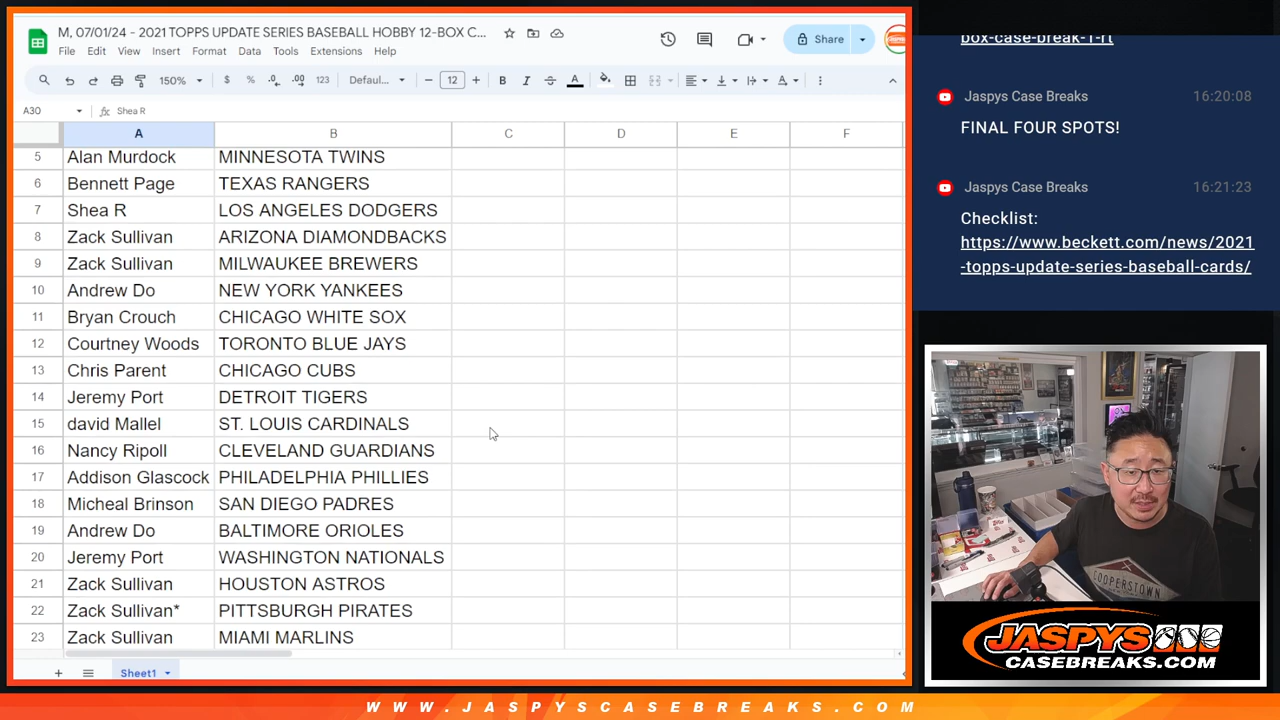 M, 07/01/24 - 2021 TOPPS UPDATE SERIES BASEBALL HOBBY 12-BOX C...
File Edit View Insert Format Data Tools Extensions Help
Share
150% $ % .0 .00 123 Defaul... − 12 + B I S A A
A30 fx Shea R
A B C D E F
5 Alan Murdock MINNESOTA TWINS
6 Bennett Page TEXAS RANGERS
7 Shea R LOS ANGELES DODGERS
8 Zack Sullivan ARIZONA DIAMONDBACKS
9 Zack Sullivan MILWAUKEE BREWERS
10 Andrew Do NEW YORK YANKEES
11 Bryan Crouch CHICAGO WHITE SOX
12 Courtney Woods TORONTO BLUE JAYS
13 Chris Parent CHICAGO CUBS
14 Jeremy Port DETROIT TIGERS
15 david Mallel ST. LOUIS CARDINALS
16 Nancy Ripoll CLEVELAND GUARDIANS
17 Addison Glascock PHILADELPHIA PHILLIES
18 Micheal Brinson SAN DIEGO PADRES
19 Andrew Do BALTIMORE ORIOLES
20 Jeremy Port WASHINGTON NATIONALS
21 Zack Sullivan HOUSTON ASTROS
22 Zack Sullivan* PITTSBURGH PIRATES
23 Zack Sullivan MIAMI MARLINS
Sheet1
box-case-break-1-rt
Jaspys Case Breaks 16:20:08
FINAL FOUR SPOTS!
Jaspys Case Breaks 16:21:23
Checklist:
https://www.beckett.com/news/2021
-topps-update-series-baseball-cards/
COOPERSTOWN
JASPYS
CASEBREAKS.COM
WWW.JASPYSCASEBREAKS.COM